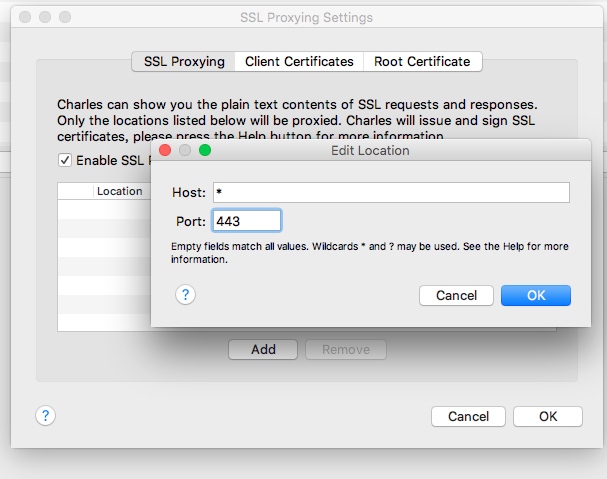 SSL Proxying Settings
SSL Proxying
Client Certificates
Root Certificate
Charles can show you the plain text contents of SSL requests and responses.
Only the locations listed below will be proxied. Charles will issue and sign SSL
certificates, please press the Help button for more information.
Enable SSL
Location
Edit Location
Host: *
Port: 443
Empty fields match all values. Wildcards * and ? may be used. See the Help for more
information.
?
Cancel
OK
Add
Remove
?
Cancel
OK